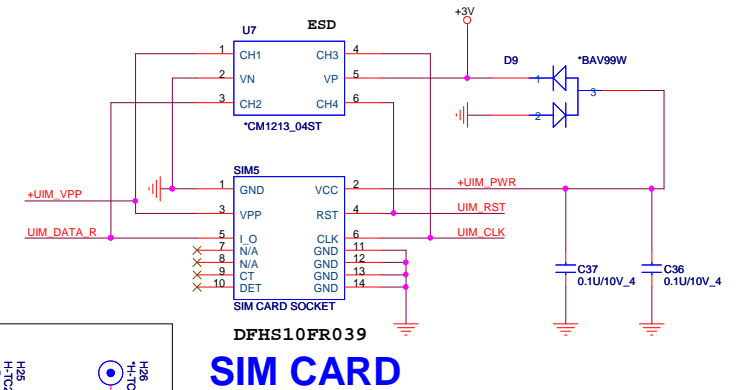 +3V
U7
ESD
D9
*BAV99W
1
CH1
CH3
4
2
VN
VP
5
3
CH2
CH4
6
1
3
2
*CM1213_04ST
SIM5
1
GND
VCC
2
+UIM_PWR
+UIM_VPP
3
VPP
RST
4
UIM_RST
UIM_DATA_R
5
I_O
CLK
6
UIM_CLK
7
N/A
GND
11
8
N/A
GND
12
9
CT
GND
13
10
DET
GND
14
C37
0.1U/10V_4
C36
0.1U/10V_4
SIM CARD SOCKET
DFHS10FR039
SIM CARD
H25
H26